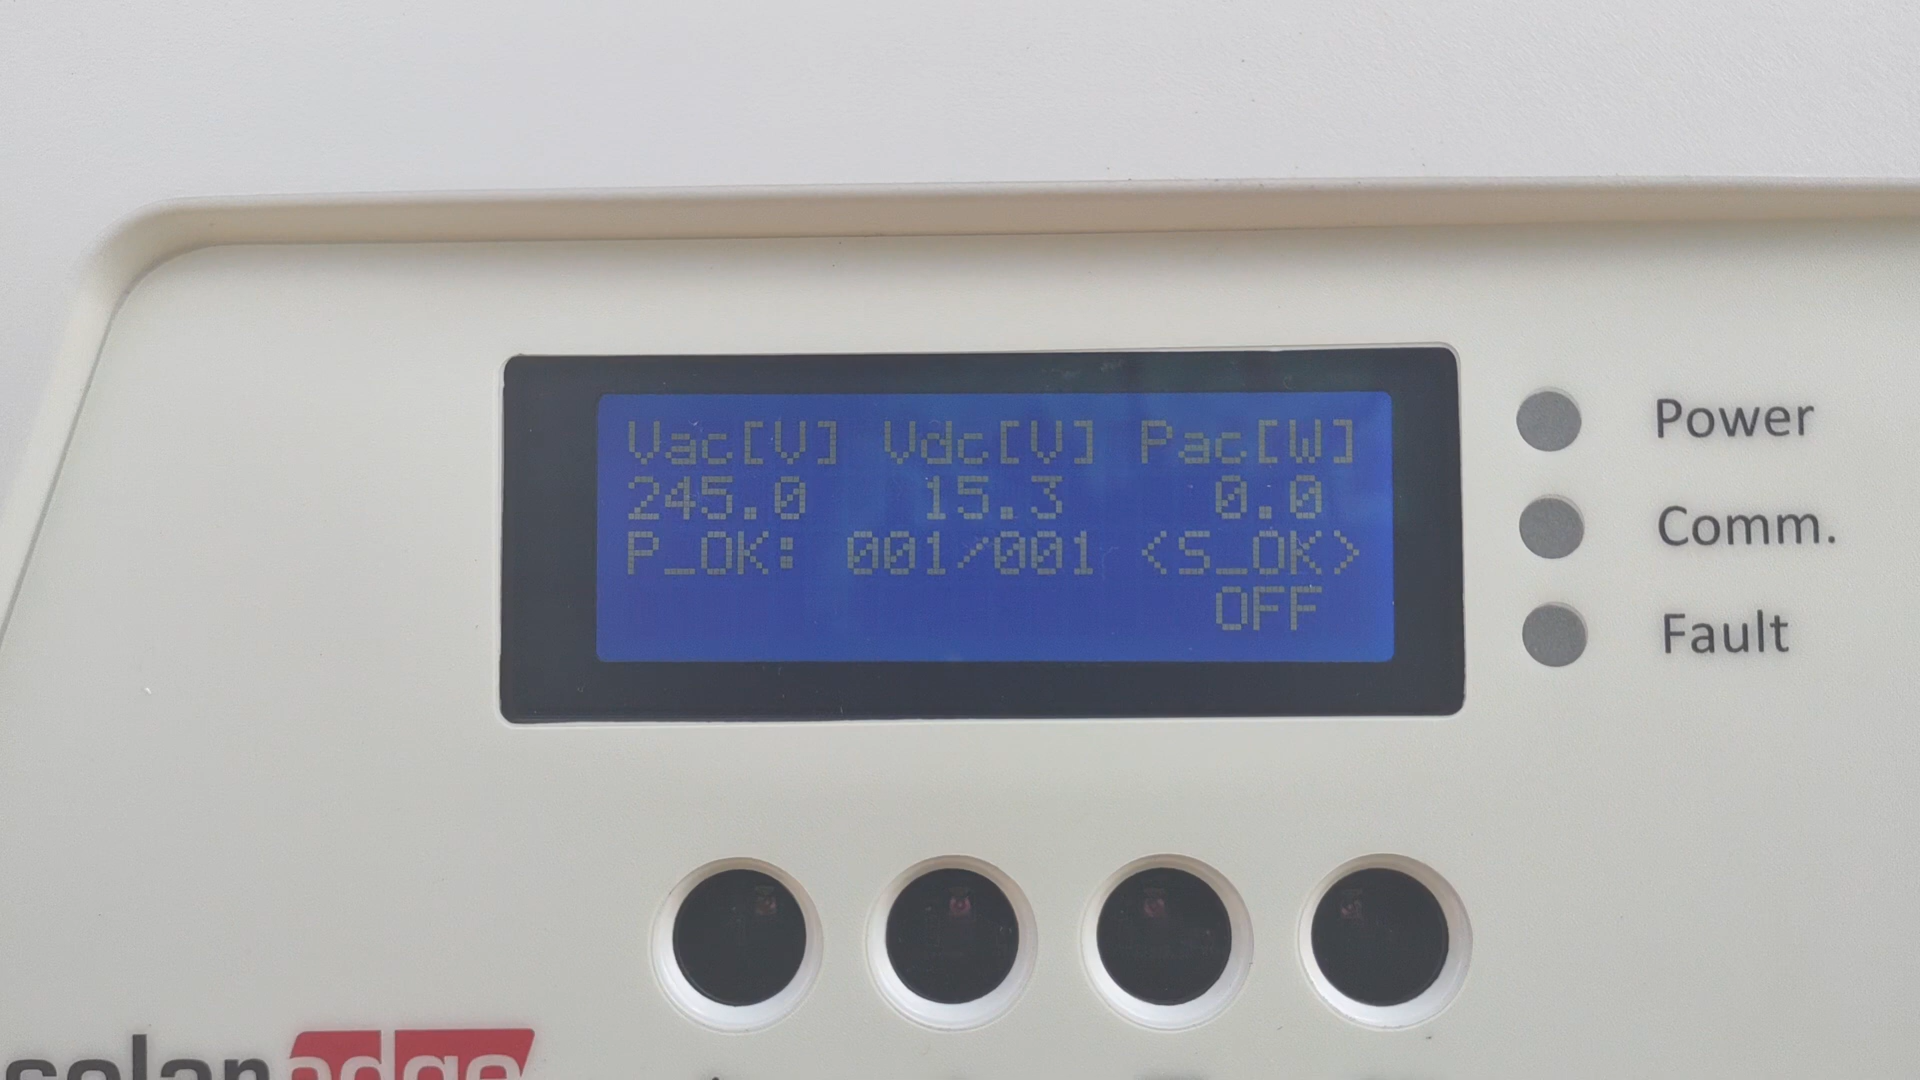 Vac[V] Vdc[V] Pac[W]
245.0 15.3 0.0
P_OK: 001/001 <S_OK>
OFF
Power
Comm.
Fault
solaredge